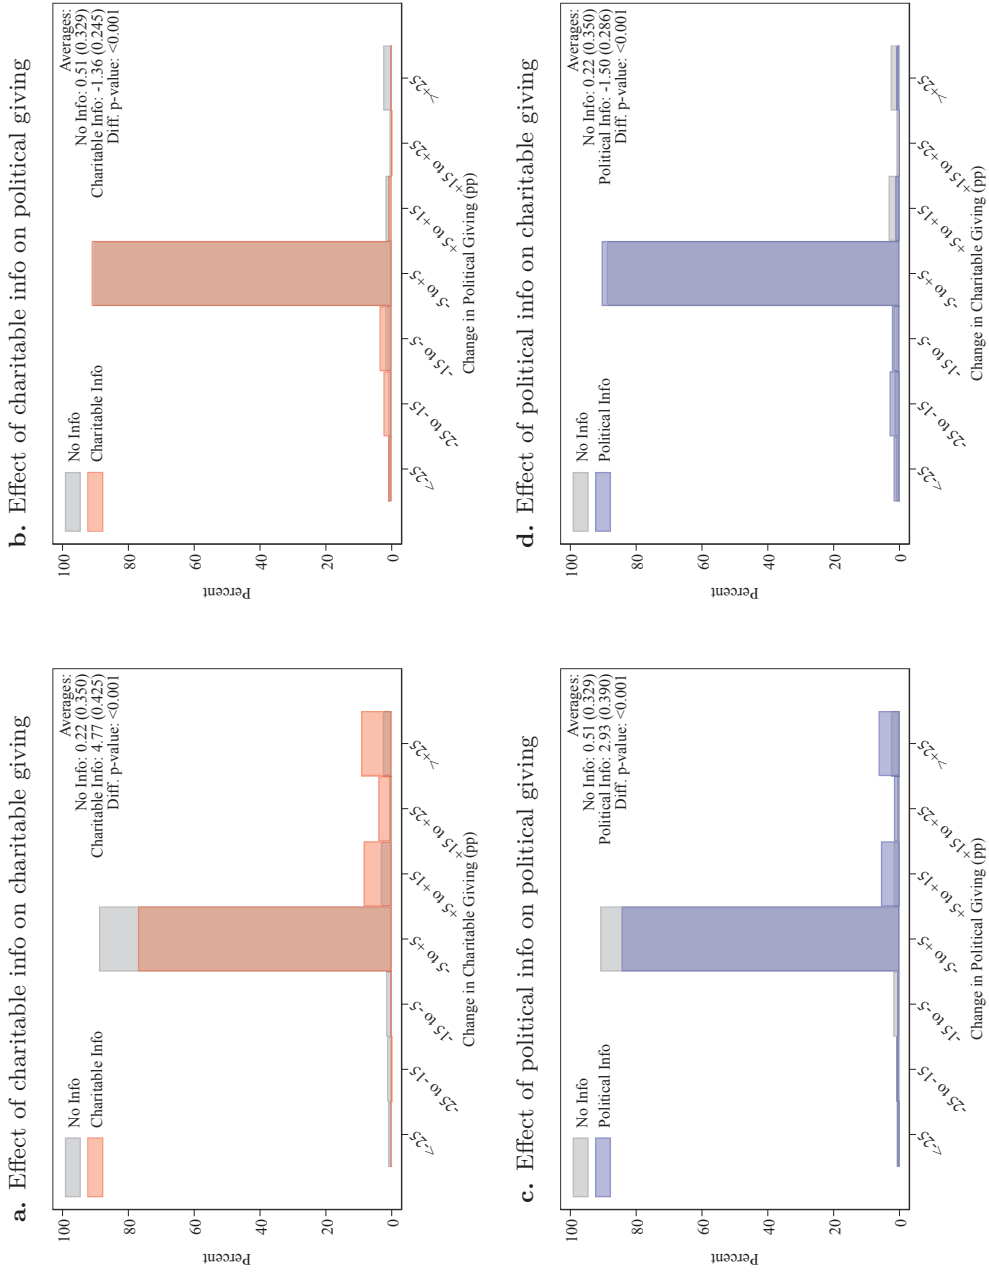 a. Effect of charitable info on charitable giving
No Info
Charitable Info
Averages:
No Info: 0.22 (0.350)
Charitable Info: 4.77 (0.425)
Diff. p-value: <0.001
Percent
100
80
60
40
20
0
<-25
-25 to -15
-15 to -5
-5 to +5
+5 to +15
+15 to +25
>+25
Change in Charitable Giving (pp)
b. Effect of charitable info on political giving
No Info
Charitable Info
Averages:
No Info: 0.51 (0.329)
Charitable Info: -1.36 (0.245)
Diff. p-value: <0.001
Percent
100
80
60
40
20
0
<-25
-25 to -15
-15 to -5
-5 to +5
+5 to +15
+15 to +25
>+25
Change in Political Giving (pp)
c. Effect of political info on political giving
No Info
Political Info
Averages:
No Info: 0.51 (0.329)
Political Info: 2.93 (0.390)
Diff. p-value: <0.001
Percent
100
80
60
40
20
0
<-25
-25 to -15
-15 to -5
-5 to +5
+5 to +15
+15 to +25
>+25
Change in Political Giving (pp)
d. Effect of political info on charitable giving
No Info
Political Info
Averages:
No Info: 0.22 (0.350)
Political Info: -1.50 (0.286)
Diff. p-value: <0.001
Percent
100
80
60
40
20
0
<-25
-25 to -15
-15 to -5
-5 to +5
+5 to +15
+15 to +25
>+25
Change in Charitable Giving (pp)